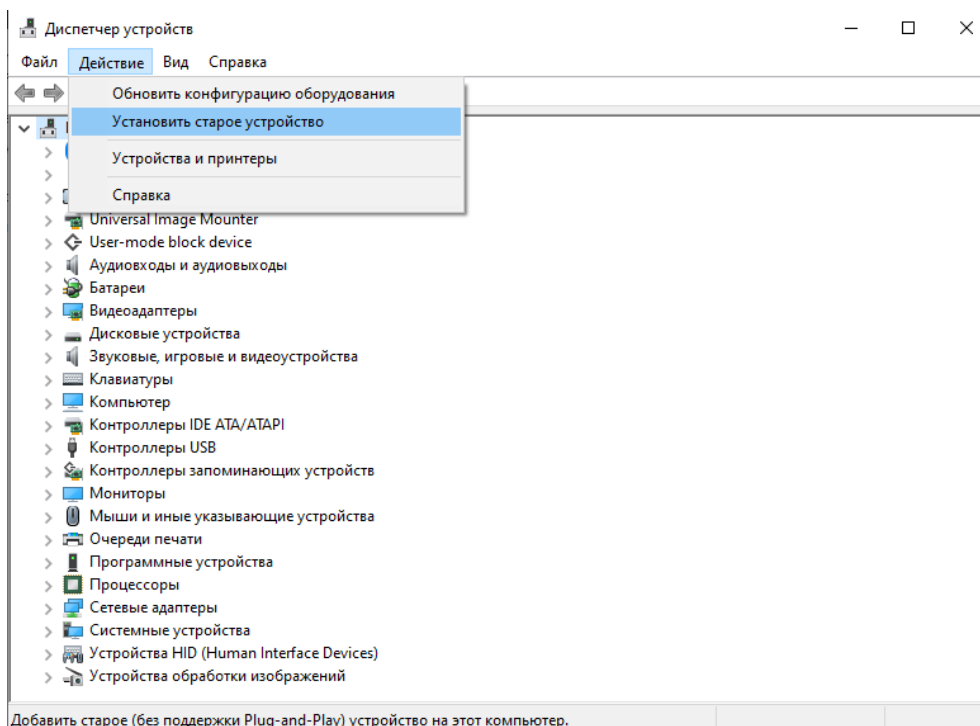 Диспетчер устройств
Файл Действие Вид Справка
Обновить конфигурацию оборудования
Установить старое устройство
Устройства и принтеры
Справка
Universal Image Mounter
User-mode block device
Аудиовходы и аудиовыходы
Батареи
Видеоадаптеры
Дисковые устройства
Звуковые, игровые и видеоустройства
Клавиатуры
Компьютер
Контроллеры IDE ATA/ATAPI
Контроллеры USB
Контроллеры запоминающих устройств
Мониторы
Мыши и иные указывающие устройства
Очереди печати
Программные устройства
Процессоры
Сетевые адаптеры
Системные устройства
Устройства HID (Human Interface Devices)
Устройства обработки изображений
Добавить старое (без поддержки Plug-and-Play) устройство на этот компьютер.